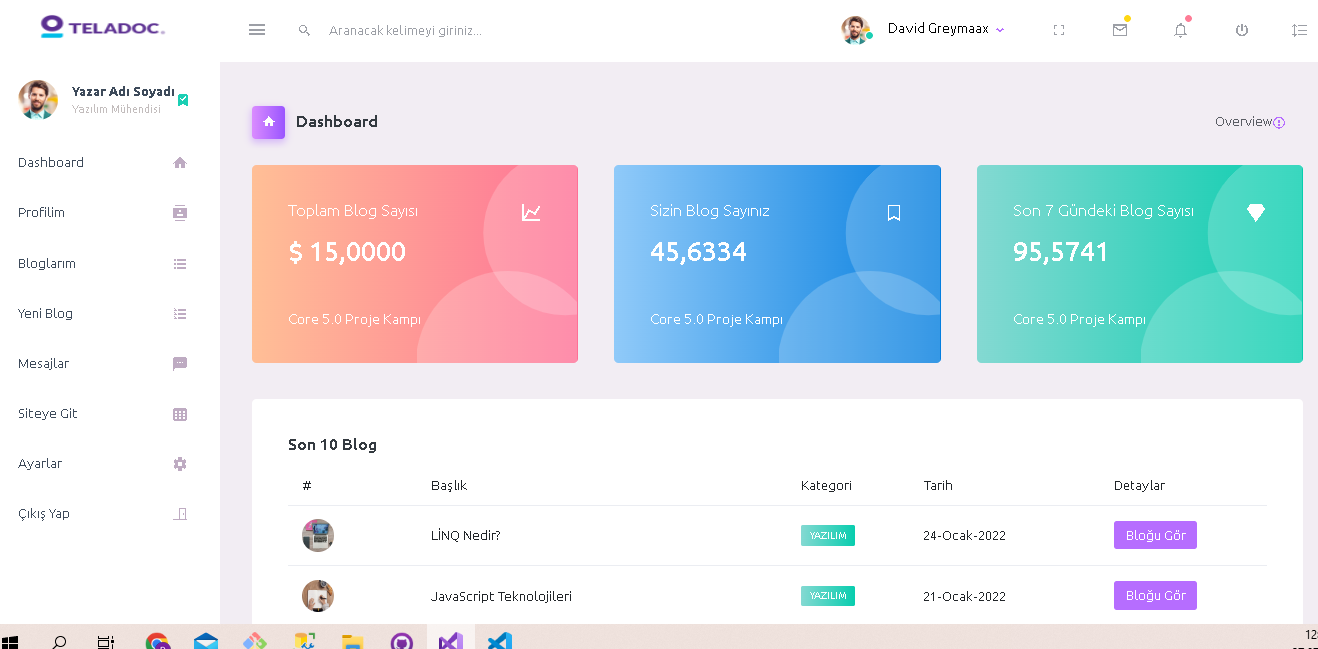 TELADOC.
Aranacak kelimeyi giriniz...
David Greymaax
Yazar Adı Soyadı
Yazılım Mühendisi
Dashboard
Profilim
Bloglarım
Yeni Blog
Mesajlar
Siteye Git
Ayarlar
Çıkış Yap
Dashboard
Overview
Toplam Blog Sayısı
$ 15,0000
Core 5.0 Proje Kampı
Sizin Blog Sayınız
45,6334
Core 5.0 Proje Kampı
Son 7 Gündeki Blog Sayısı
95,5741
Core 5.0 Proje Kampı
Son 10 Blog
# Başlık Kategori Tarih Detaylar
LİNQ Nedir? YAZILIM 24-Ocak-2022 Bloğu Gör
JavaScript Teknolojileri YAZILIM 21-Ocak-2022 Bloğu Gör